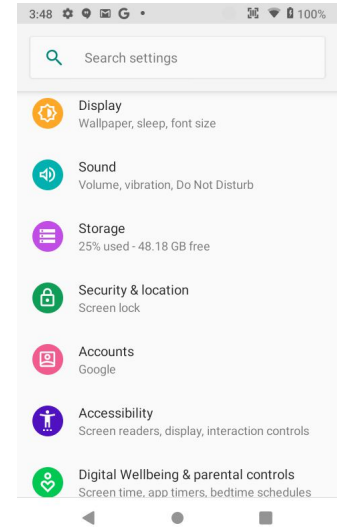 3:48 G 100%
Search settings
Display
Wallpaper, sleep, font size
Sound
Volume, vibration, Do Not Disturb
Storage
25% used - 48.18 GB free
Security & location
Screen lock
Accounts
Google
Accessibility
Screen readers, display, interaction controls
Digital Wellbeing & parental controls
Screen time, app timers, bedtime schedules